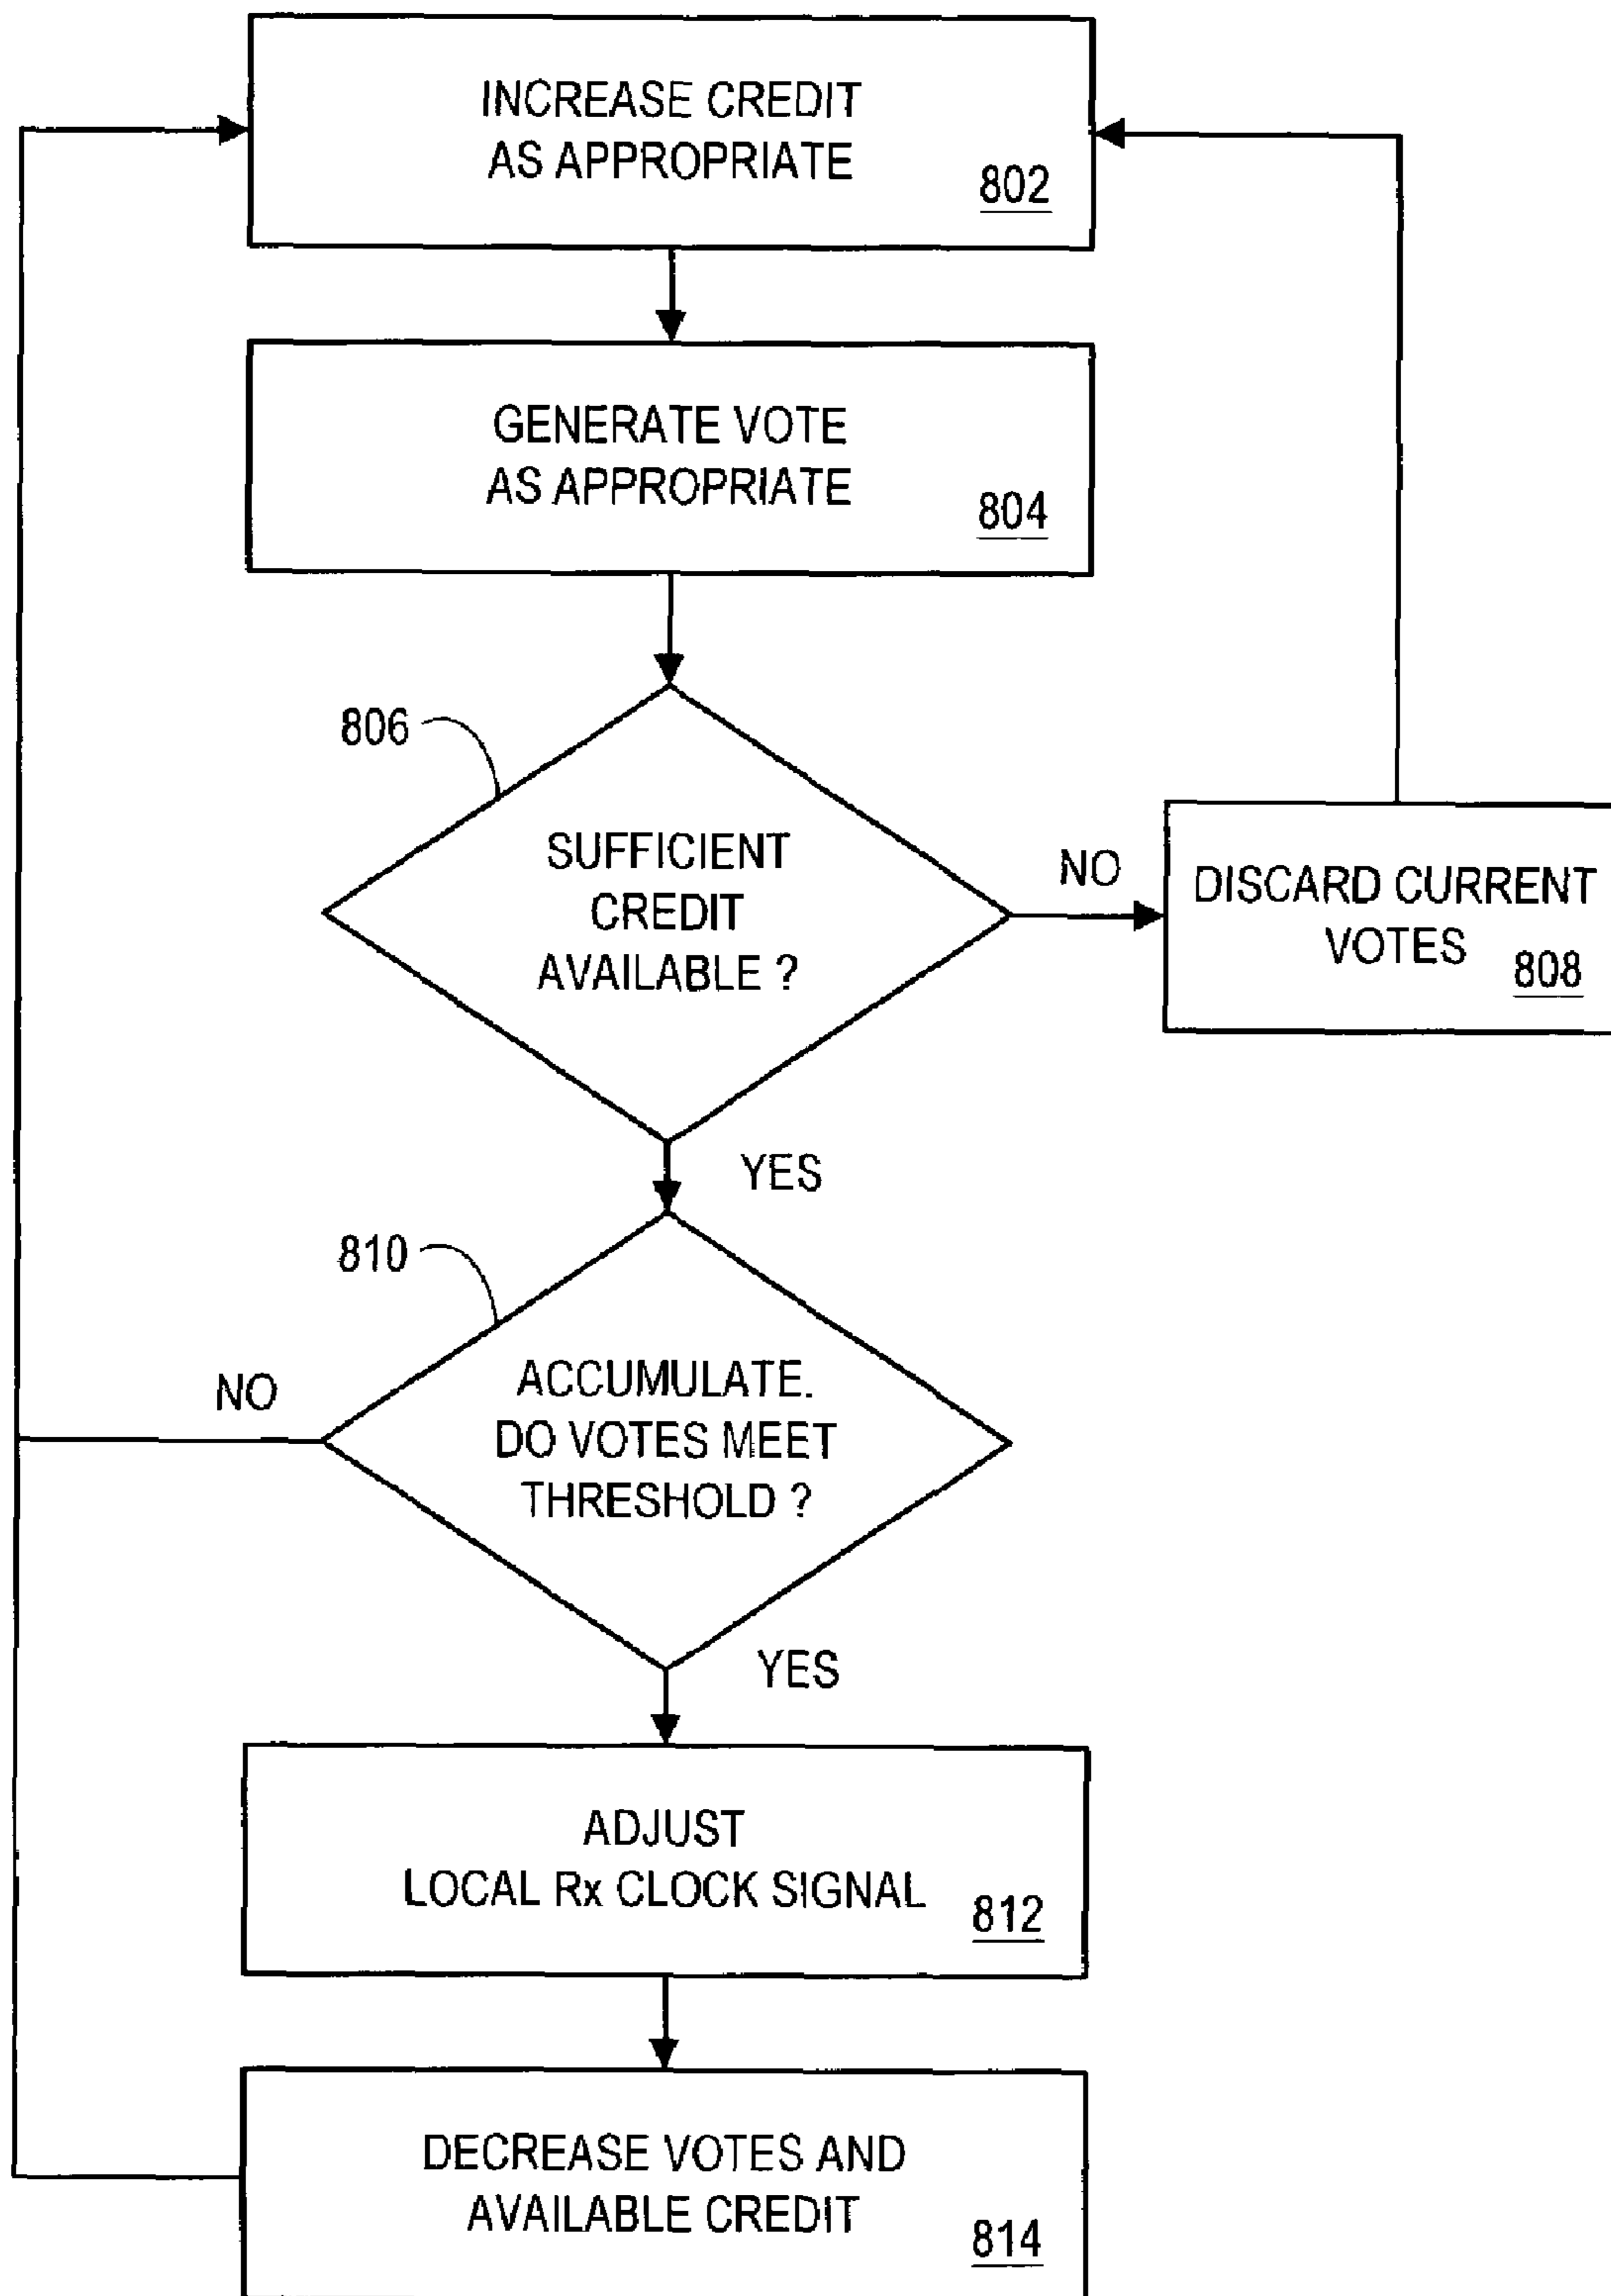 INCREASE CREDIT
AS APPROPRIATE
802
GENERATE VOTE
AS APPROPRIATE
804
806
SUFFICIENT
CREDIT
AVAILABLE ?
NO
DISCARD CURRENT
VOTES
808
YES
810
ACCUMULATE.
DO VOTES MEET
THRESHOLD ?
NO
YES
ADJUST
LOCAL Rx CLOCK SIGNAL
812
DECREASE VOTES AND
AVAILABLE CREDIT
814